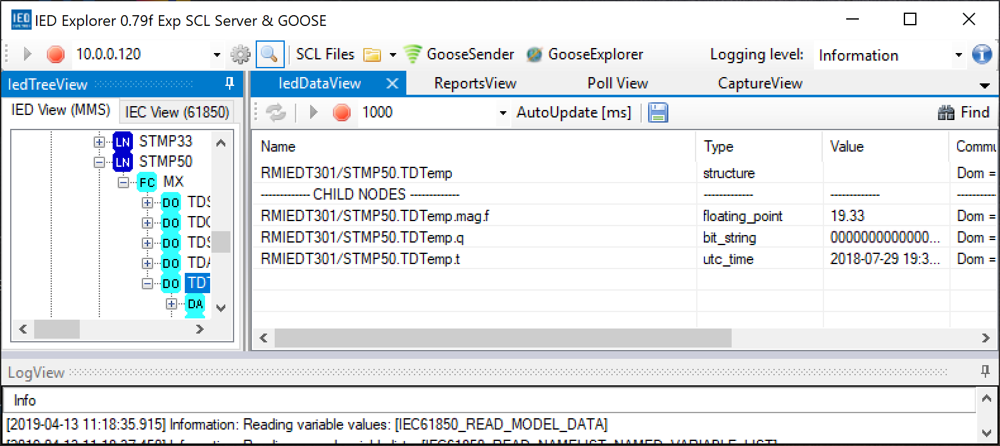 IED Explorer 0.79f Exp SCL Server & GOOSE
10.0.0.120 SCL Files GooseSender GooseExplorer Logging level: Information
IedTreeView
IED View (MMS) IEC View (61850)
LN STMP33
LN STMP50
FC MX
DO TDS
DO TDC
DO TDS
DO TDA
DO TDT
DA
IedDataView ReportsView Poll View CaptureView
1000 AutoUpdate [ms] Find
Name Type Value Commu
RMIEDT301/STMP50.TDTemp structure Dom =
------------- CHILD NODES ------------- ------------- ------------- 
RMIEDT301/STMP50.TDTemp.mag.f floating_point 19.33 Dom =
RMIEDT301/STMP50.TDTemp.q bit_string 0000000000000... Dom =
RMIEDT301/STMP50.TDTemp.t utc_time 2018-07-29 19:3... Dom =
LogView
Info
[2019-04-13 11:18:35.915] Information: Reading variable values: [IEC61850_READ_MODEL_DATA]